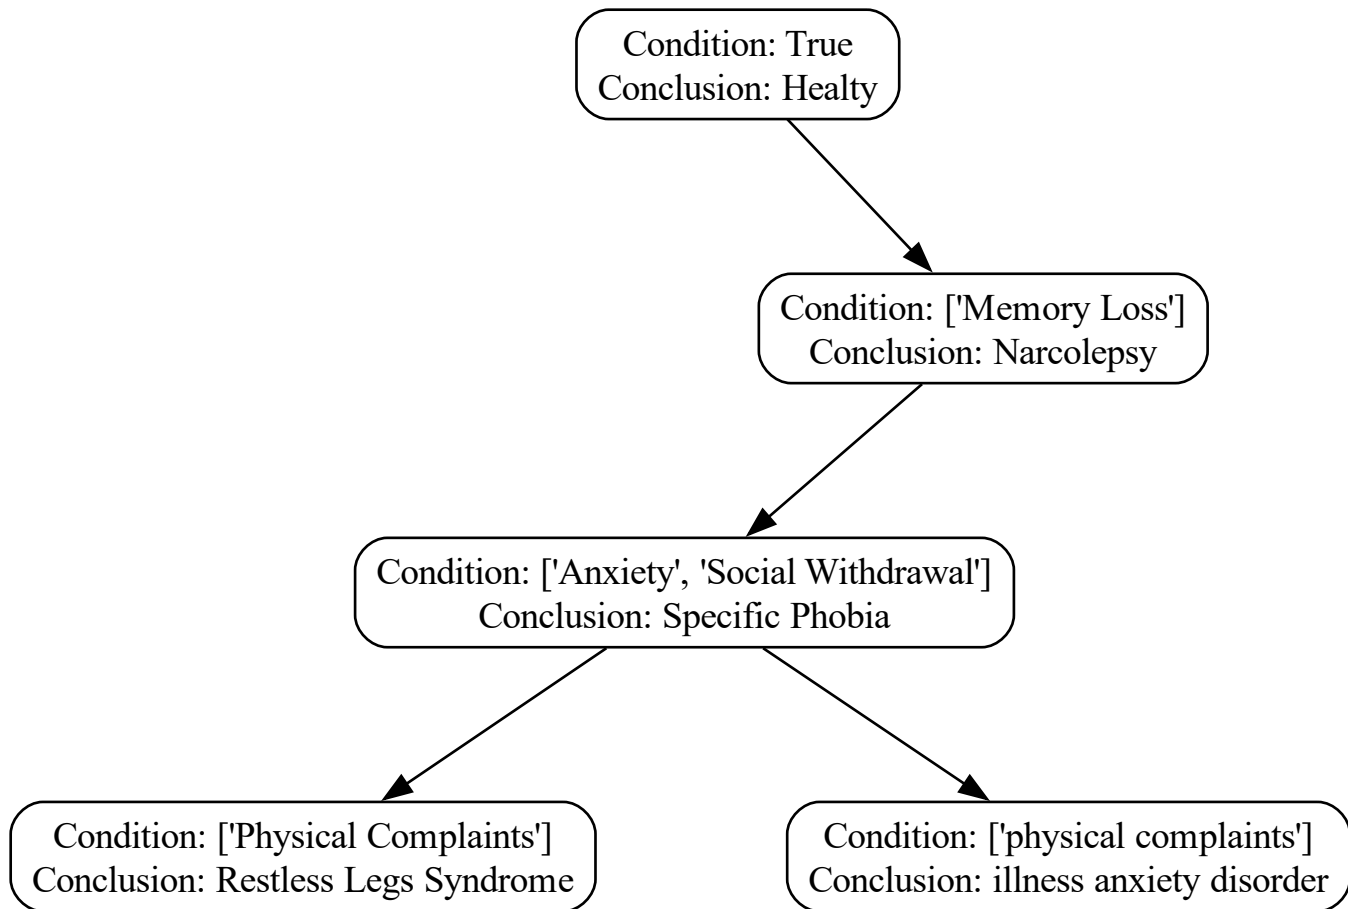 Condition: True
Conclusion: Healty
Condition: ['Memory Loss']
Conclusion: Narcolepsy
Condition: ['Anxiety', 'Social Withdrawal']
Conclusion: Specific Phobia
Condition: ['Physical Complaints']
Conclusion: Restless Legs Syndrome
Condition: ['physical complaints']
Conclusion: illness anxiety disorder